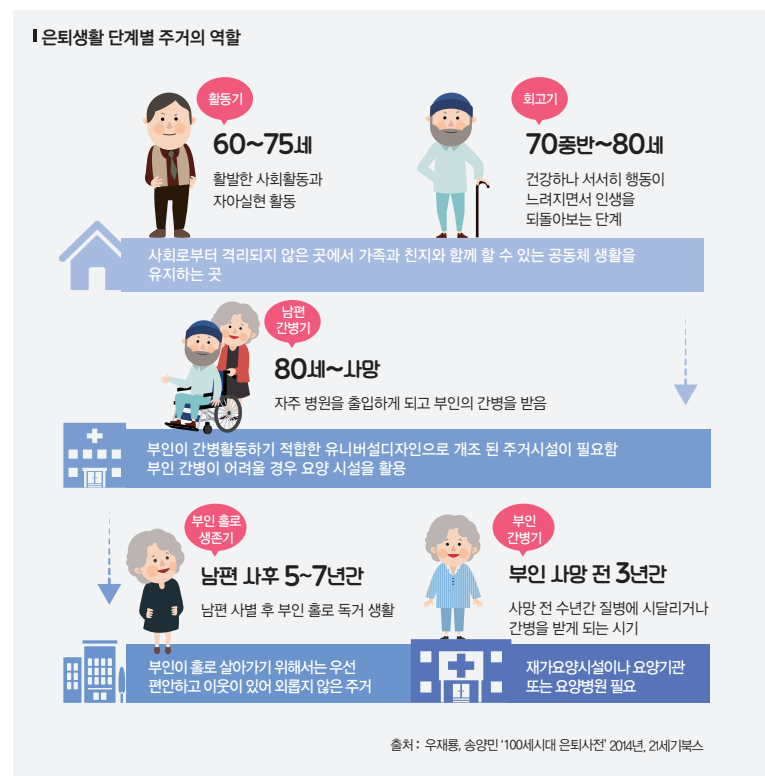 은퇴생활 단계별 주거의 역할
활동기
60~75세
활발한 사회활동과
자아실현 활동
회고기
70중반~80세
건강하나 서서히 행동이
느려지면서 인생을
되돌아보는 단계
사회로부터 격리되지 않은 곳에서 가족과 친지와 함께 할 수 있는 공동체 생활을
유지하는 곳
남편
간병기
80세~사망
자주 병원을 출입하게 되고 부인의 간병을 받음
부인이 간병활동하기 적합한 유니버설디자인으로 개조 된 주거시설이 필요함
부인 간병이 어려울 경우 요양 시설을 활용
부인 홀로
생존기
남편 사후 5~7년간
남편 사별 후 부인 홀로 독거 생활
부인이 홀로 살아가기 위해서는 우선
편안하고 이웃이 있어 외롭지 않은 주거
부인
간병기
부인 사망 전 3년간
사망 전 수년간 질병에 시달리거나
간병을 받게 되는 시기
재가요양시설이나 요양기관
또는 요양병원 필요
출처 : 우재룡, 송양민 '100세시대 은퇴사전' 2014년, 21세기북스